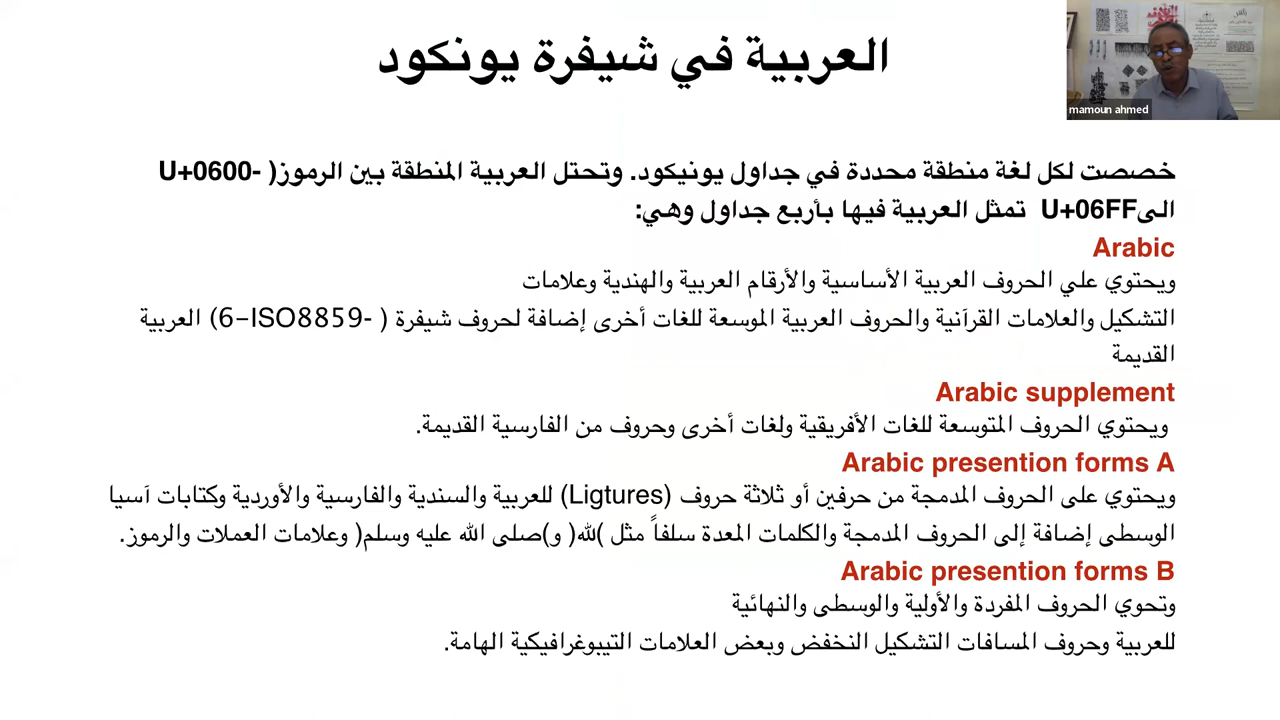 العربية في شيفرة يونكود
mamoun ahmed
خصصت لكل لغة منطقة محددة في جداول يونيكود. وتحتل العربية المنطقة بين الرموز( -U+0600
الىU+06FF تمثل العربية فيها بأربع جداول وهي:
Arabic
ويحتوي علي الحروف العربية الأساسية والأرقام العربية والهندية وعلامات
التشكيل والعلامات القرآنية والحروف العربية الموسعة للغات أخرى إضافة لحروف شيفرة ( -ISO8859-6) العربية
القديمة
Arabic supplement
ويحتوي الحروف المتوسعة للغات الأفريقية ولغات أخرى وحروف من الفارسية القديمة.
Arabic presention forms A
ويحتوي على الحروف المدمجة من حرفين أو ثلاثة حروف (Ligtures) للعربية والسندية والفارسية والأوردية وكتابات آسيا
الوسطى إضافة إلى الحروف المدمجة والكلمات المعدة سلفاً مثل )لله( و)صلى الله عليه وسلم( وعلامات العملات والرموز.
Arabic presention forms B
وتحوي الحروف المفردة والأولية والوسطى والنهائية
للعربية وحروف المسافات التشكيل النخفض وبعض العلامات التيبوغرافيكية الهامة.